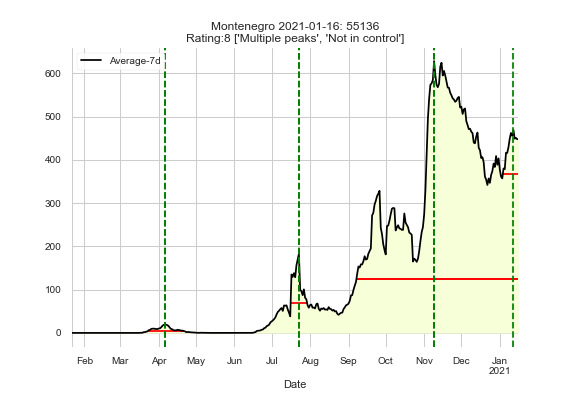 Montenegro 2021-01-16: 55136
Rating:8 ['Multiple peaks', 'Not in control']
Average-7d
600
500
400
300
200
100
0
Feb Mar Apr May Jun Jul Aug Sep Oct Nov Dec Jan
2021
Date